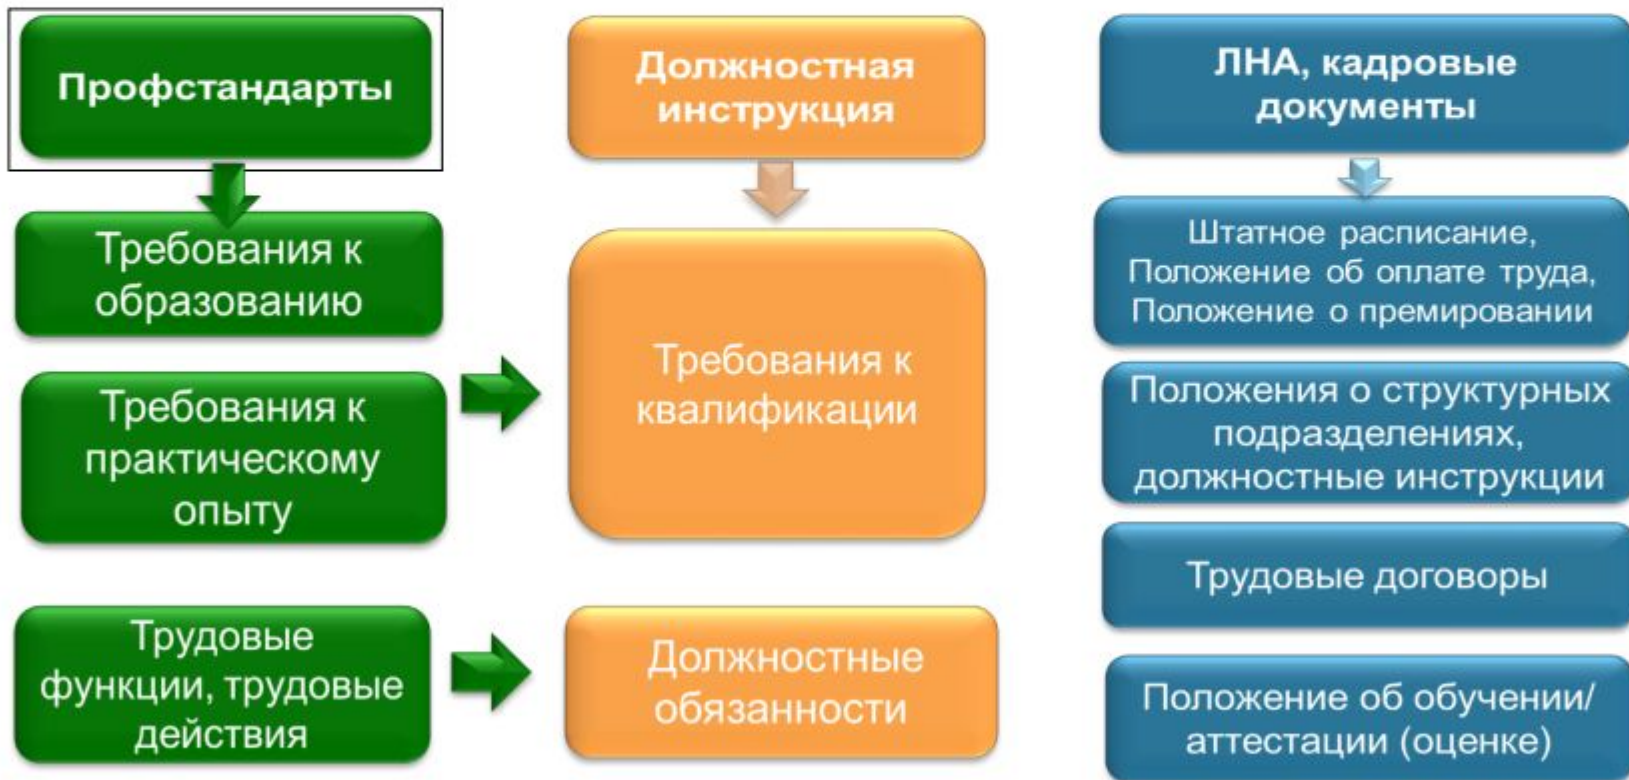 Профстандарты
Требования к
образованию
Требования к
практическому
опыту
Трудовые
функции, трудовые
действия
Должностная
инструкция
Требования к
квалификации
Должностные
обязанности
ЛНА, кадровые
документы
Штатное расписание,
Положение об оплате труда,
Положение о премировании
Положения о структурных
подразделениях,
должностные инструкции
Трудовые договоры
Положение об обучении/
аттестации (оценке)